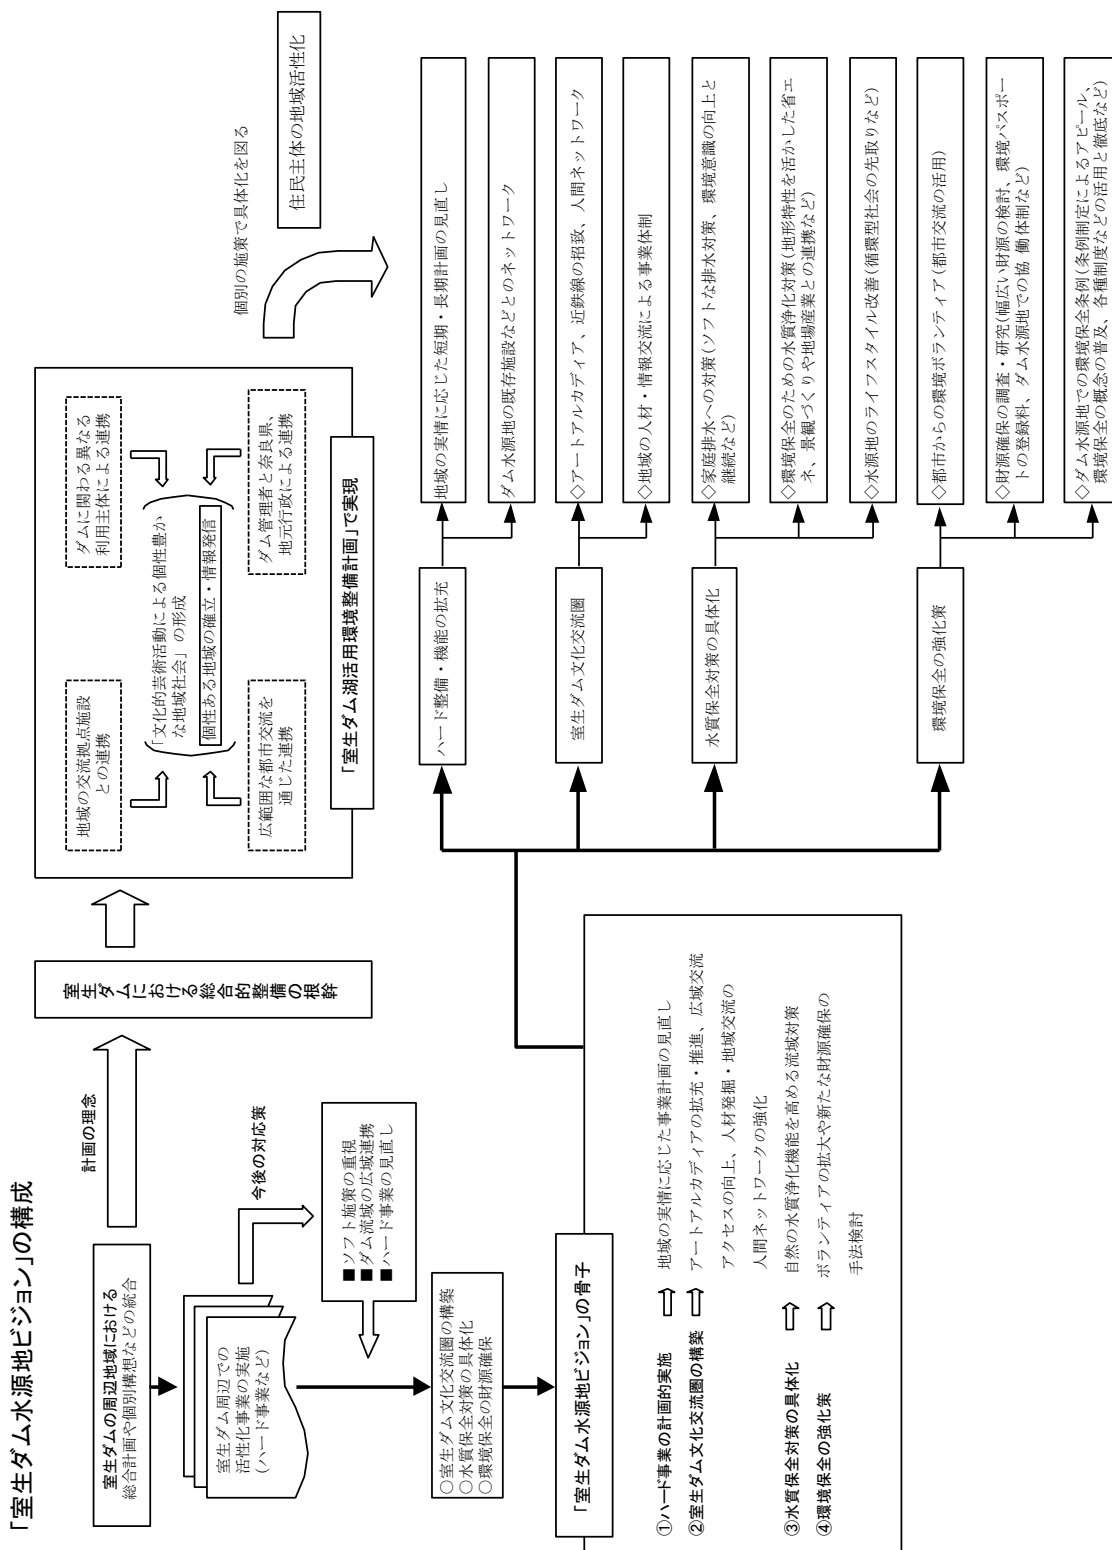 「室生ダム水源地ビジョン」の構成
室生ダムの周辺地域における
総合計画や個別構想などの統合
計画の理念
室生ダムにおける総合的整備の根幹
室生ダム周辺での
活性化事業の実施
(ハード事業など)
今後の対応策
■ソフト施策の重視
■ダム流域の広域連携
■ハード事業の見直し
○室生ダム文化交流圏の構築
○水質保全対策の具体化
○環境保全の財源確保
「室生ダム水源地ビジョン」の骨子
①ハード事業の計画的実施
地域の実情に応じた事業計画の見直し
②室生ダム文化交流圏の構築
アートアルカディアの拡充・推進、広域交流
アクセスの向上、人材発掘・地域交流の
人間ネットワークの強化
③水質保全対策の具体化
自然の水質浄化機能を高める流域対策
④環境保全の強化策
ボランティアの拡大や新たな財源確保の
手法検討
地域の交流拠点施設
との連携
ダムに関わる異なる
利用主体による連携
「文化的芸術活動による個性豊か
な地域社会」の形成
個性ある地域の確立・情報発信
広範囲な都市交流を
通じた連携
ダム管理者と奈良県、
地元行政による連携
「室生ダム湖活用環境整備計画」で実現
個別の施策で具体化を図る
住民主体の地域活性化
ハード整備・機能の拡充
地域の実情に応じた短期・長期計画の見直し
ダム水源地の既存施設などとのネットワーク
室生ダム文化交流圏
◇アートアルカディア、近鉄線の招致、人間ネットワーク
◇地域の人材・情報交流による事業体制
水質保全対策の具体化
◇家庭排水への対策(ソフトな排水対策、環境意識の向上と
継続など)
◇環境保全のための水質浄化対策(地形特性を活かした省エ
ネ、景観づくりや地場産業との連携など)
◇水源地のライフスタイル改善(循環型社会の先取りなど)
環境保全の強化策
◇都市からの環境ボランティア(都市交流の活用)
◇財源確保の調査・研究(幅広い財源の検討、環境パスポー
トの登録料、ダム水源地での協 働体制など)
◇ダム水源地での環境保全条例(条例制定によるアピール、
環境保全の概念の普及、各種制度などの活用と徹底など)